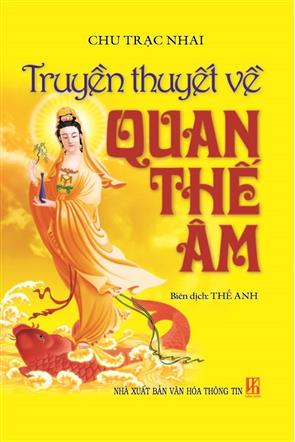 CHU TRẠC NHAI
Truyền thuyết về
QUAN
THẾ
ÂM
Biên dịch: THẾ ANH
NHÀ XUẤT BẢN VĂN HÓA THÔNG TIN